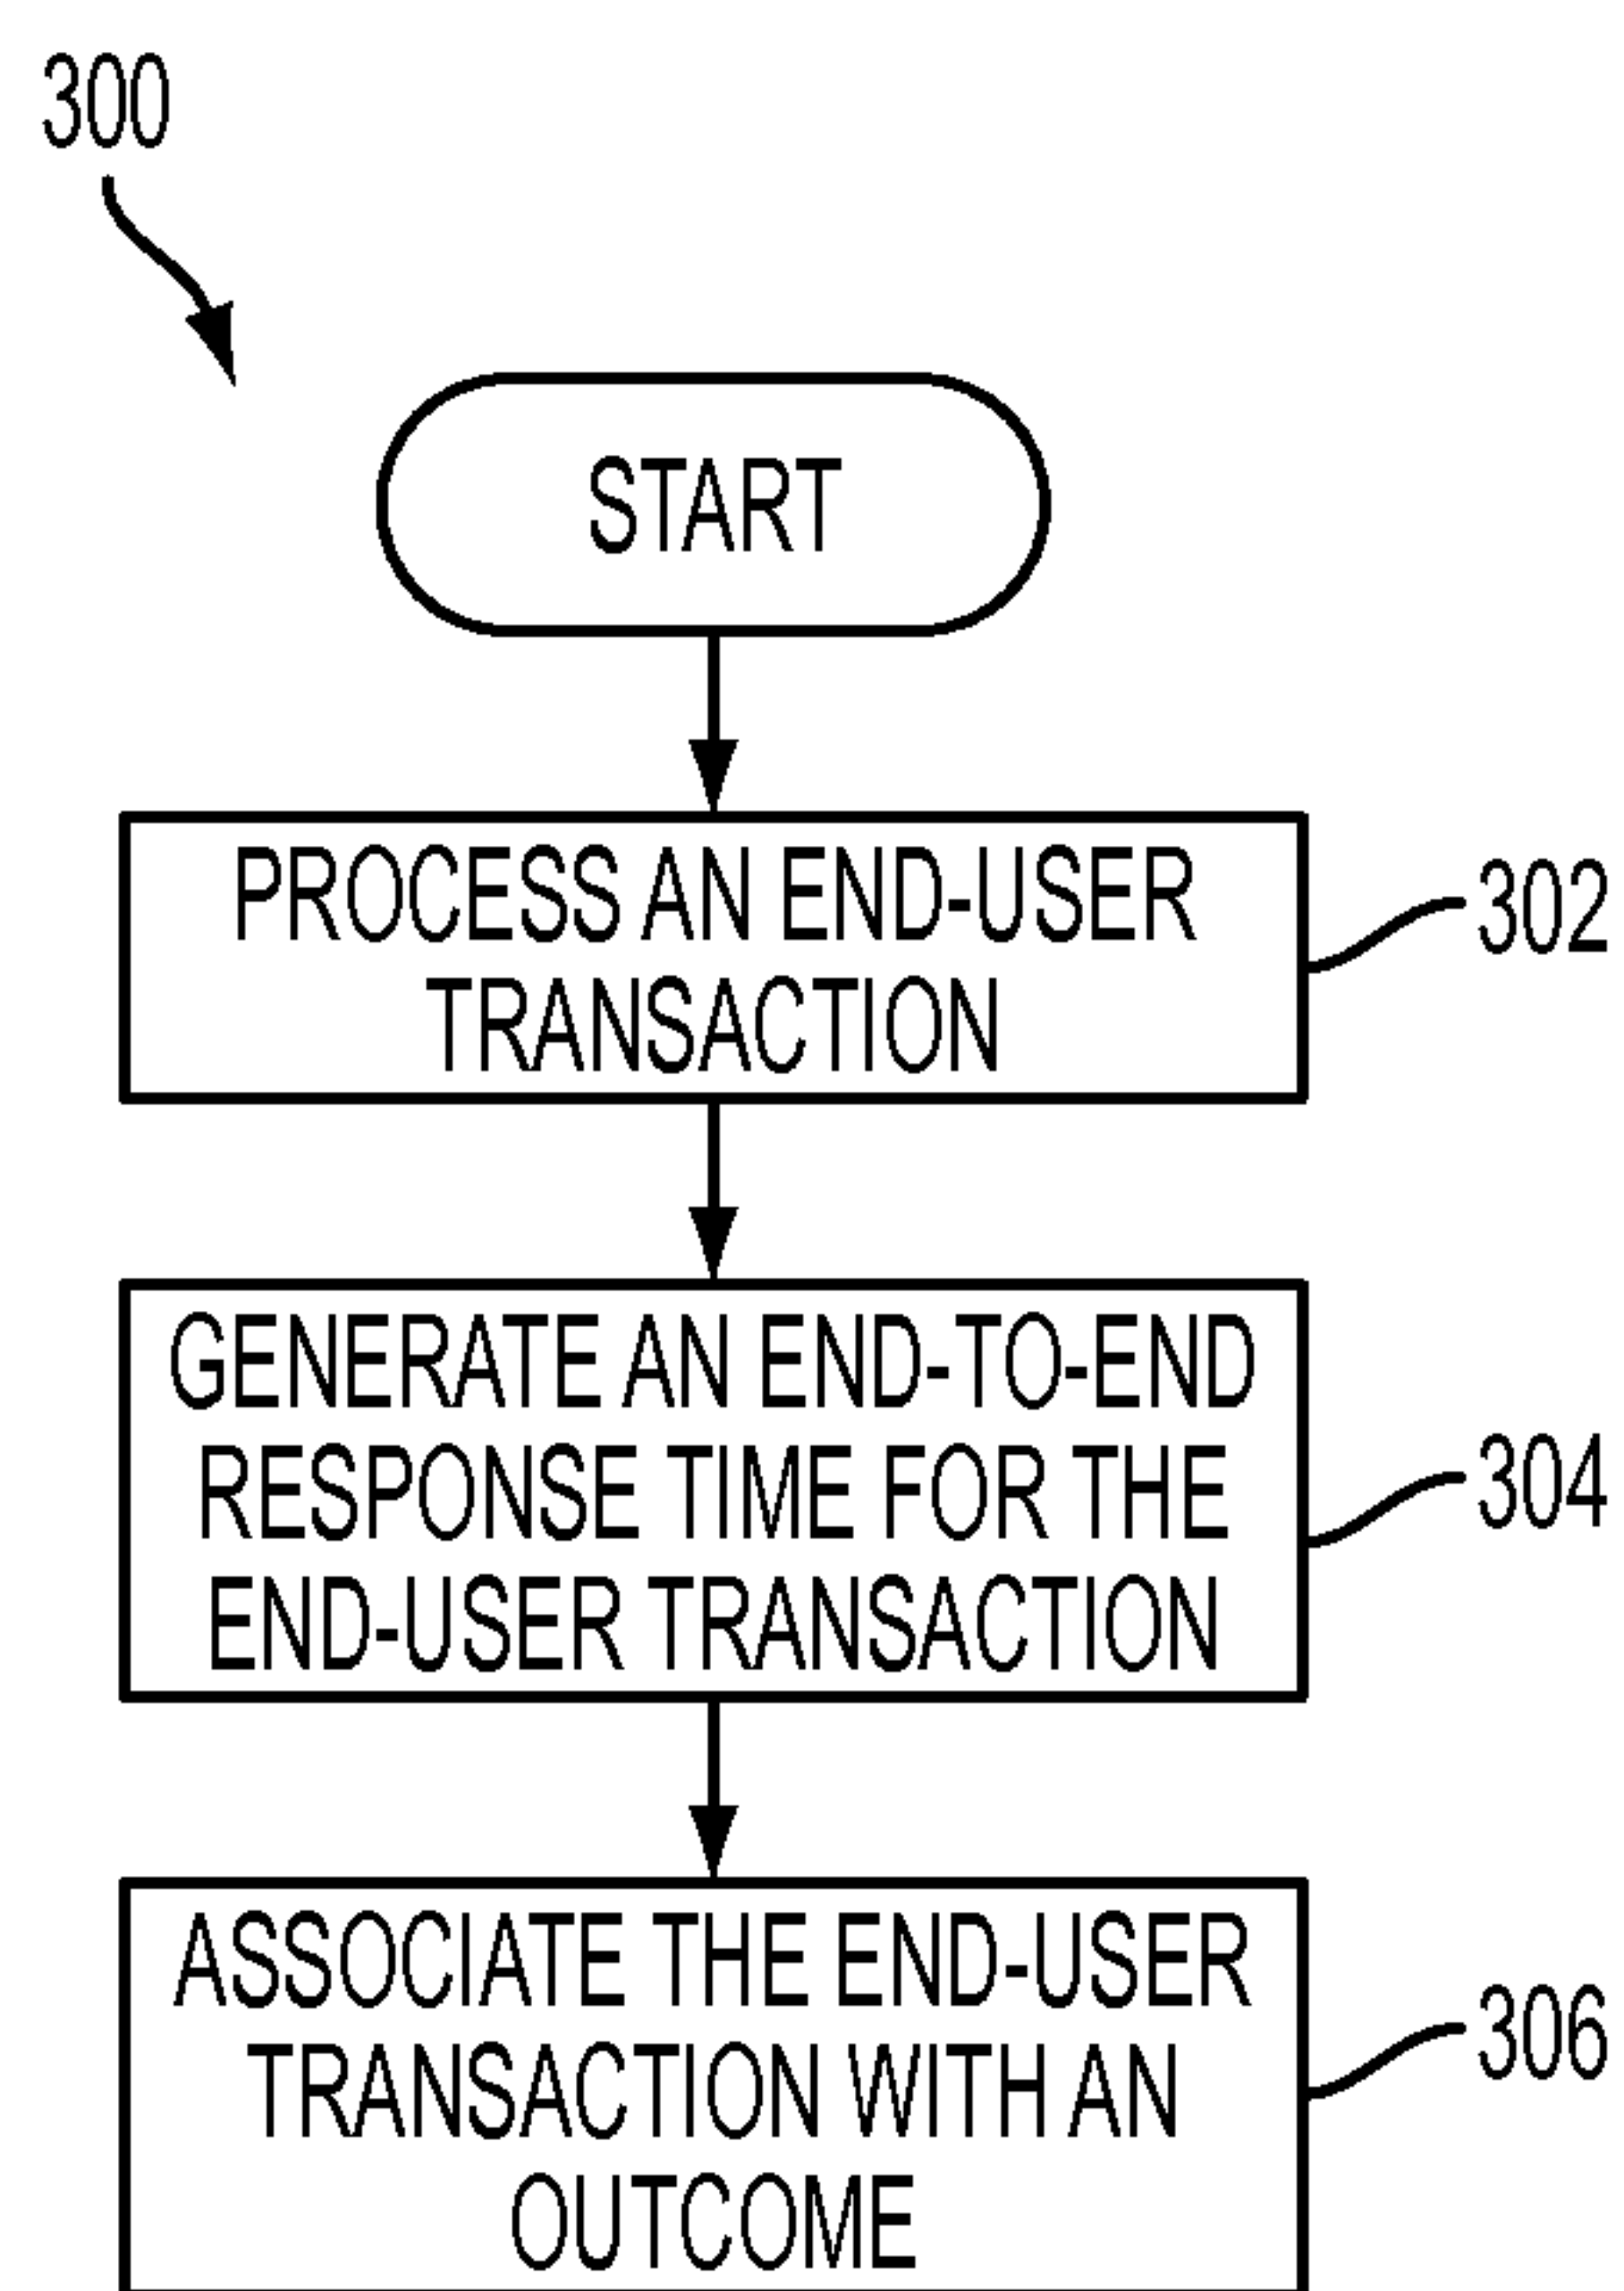 300
START
PROCESS AN END-USER
TRANSACTION
302
GENERATE AN END-TO-END
RESPONSE TIME FOR THE
END-USER TRANSACTION
304
ASSOCIATE THE END-USER
TRANSACTION WITH AN
OUTCOME
306